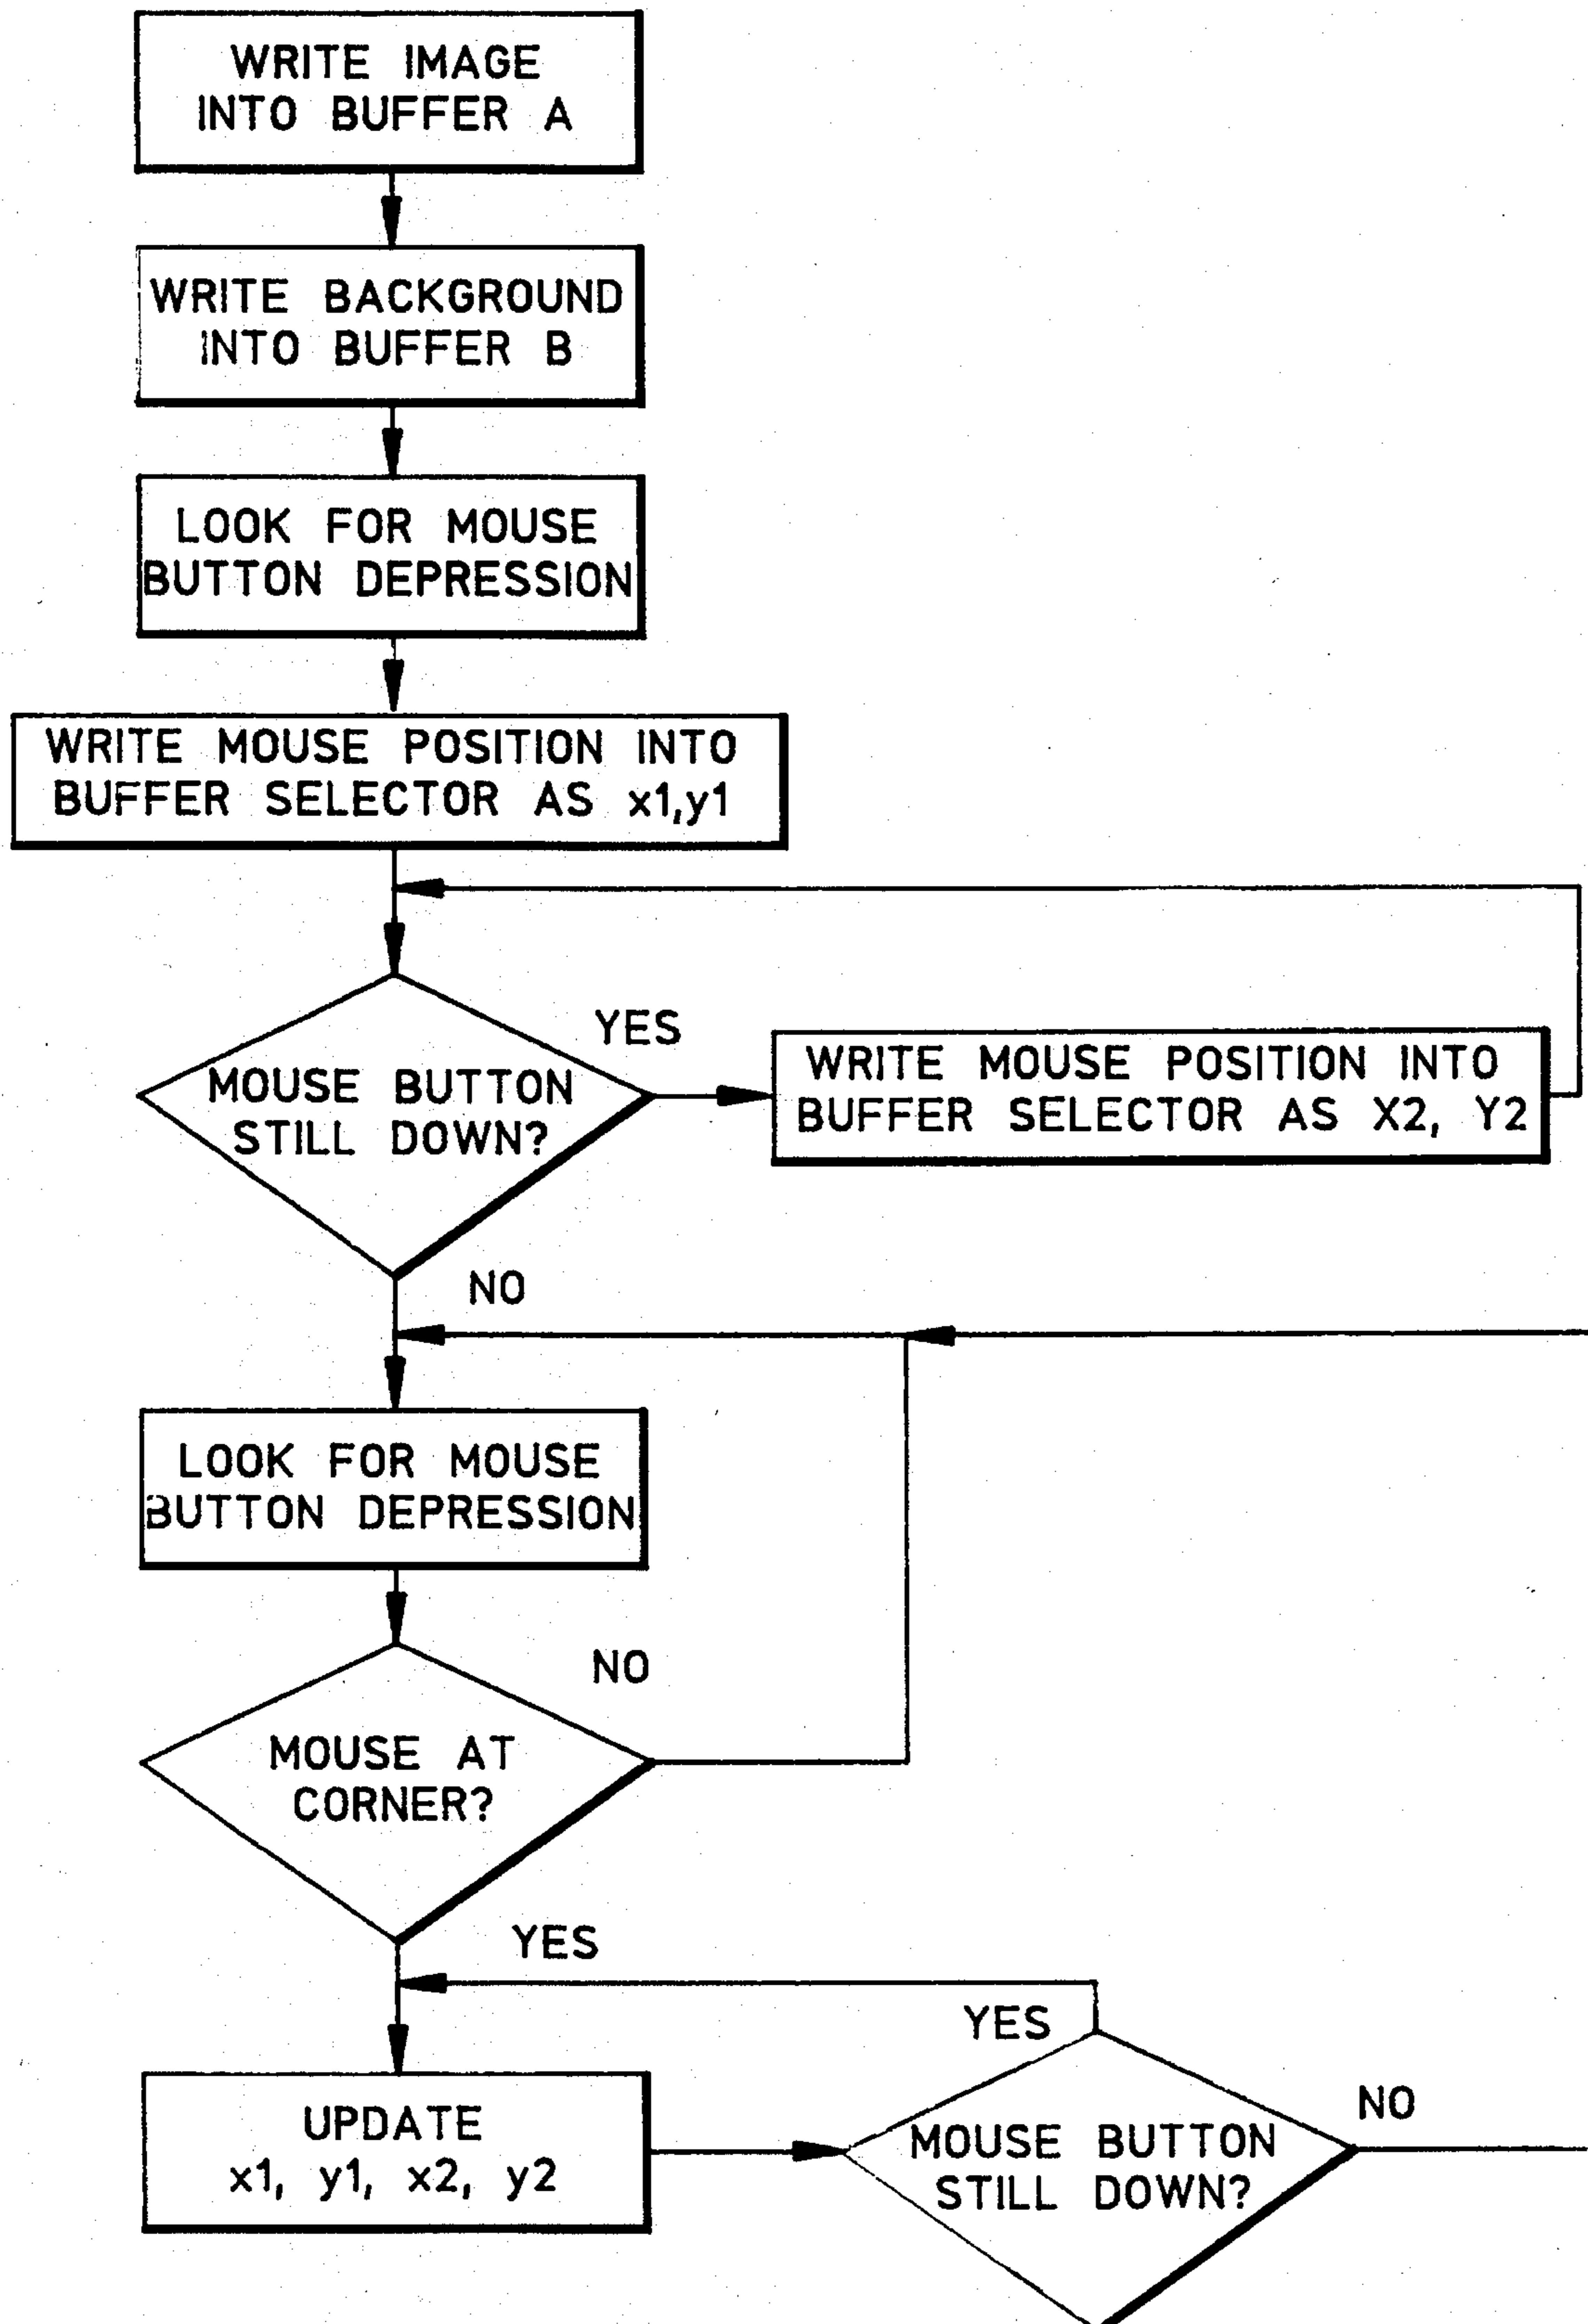 WRITE IMAGE
INTO BUFFER A
WRITE BACKGROUND
INTO BUFFER B
LOOK FOR MOUSE
BUTTON DEPRESSION
WRITE MOUSE POSITION INTO
BUFFER SELECTOR AS x1,y1
YES
MOUSE BUTTON
STILL DOWN?
WRITE MOUSE POSITION INTO
BUFFER SELECTOR AS X2, Y2
NO
LOOK FOR MOUSE
BUTTON DEPRESSION
NO
MOUSE AT
CORNER?
YES
YES
UPDATE
x1, y1, x2, y2
MOUSE BUTTON
STILL DOWN?
NO